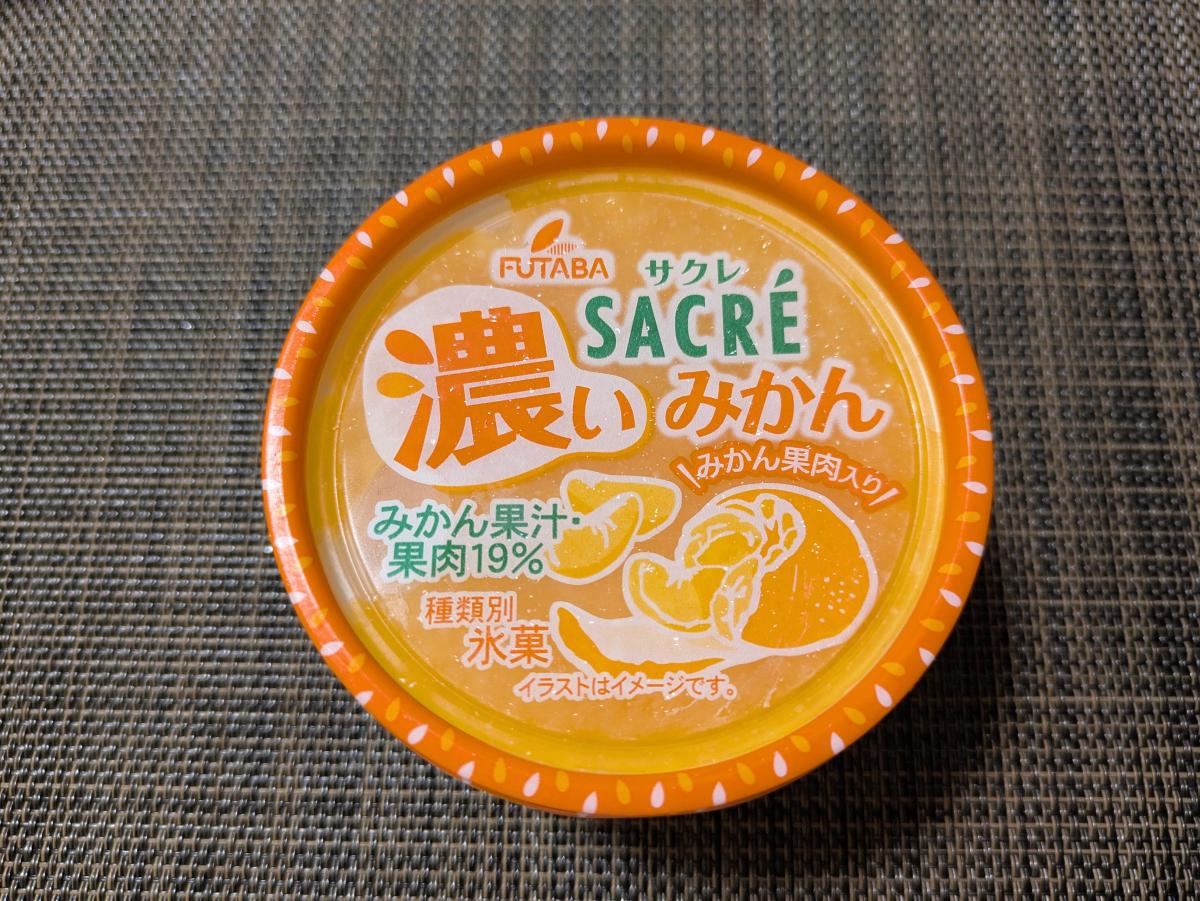 FUTABA
サクレ
SACRÉ
濃いみかん
みかん果肉入り
みかん果汁・
果肉19%
種類別
氷菓
イラストはイメージです。